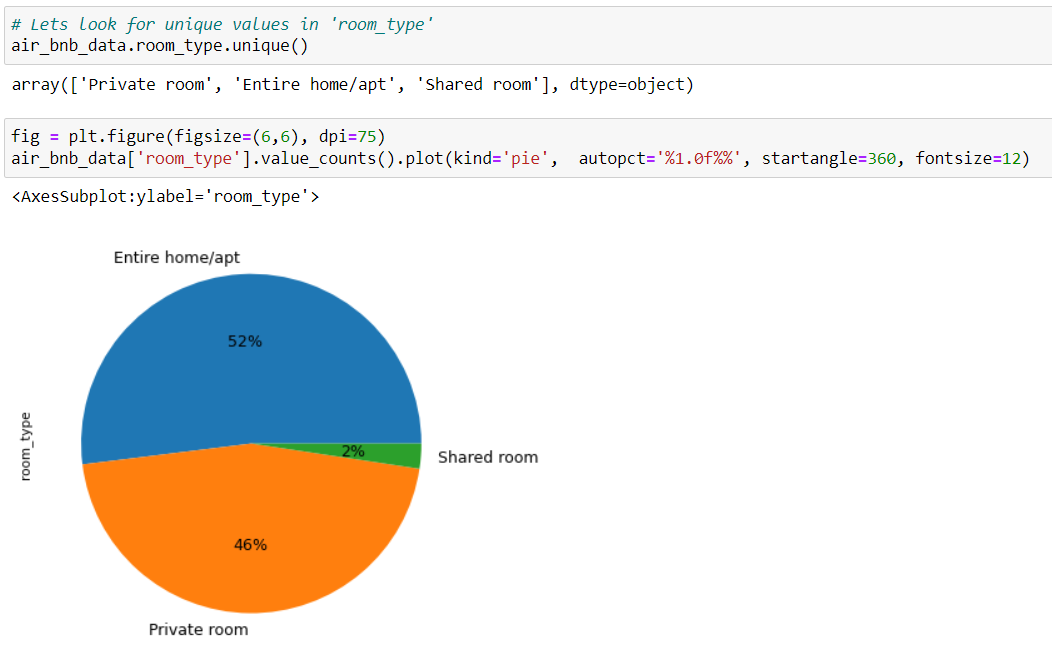 # Lets look for unique values in 'room_type'
air_bnb_data.room_type.unique()
array(['Private room', 'Entire home/apt', 'Shared room'], dtype=object)
fig = plt.figure(figsize=(6,6), dpi=75)
air_bnb_data['room_type'].value_counts().plot(kind='pie',  autopct='%1.0f%%', startangle=360, fontsize=12)
<AxesSubplot:ylabel='room_type'>
Entire home/apt
52%
room_type
2%
Shared room
46%
Private room